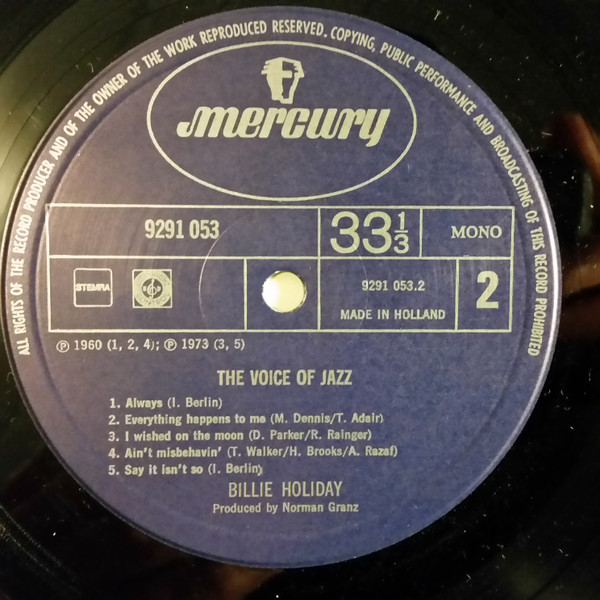 ALL RIGHTS OF THE RECORD PRODUCER AND OF THE OWNER OF THE WORK REPRODUCED RESERVED. COPYING, PUBLIC PERFORMANCE AND BROADCASTING OF THIS RECORD PROHIBITED
mercury
9291 053
33 1/3
MONO
STEMRA
9291 053.2
MADE IN HOLLAND
2
℗ 1960 (1, 2, 4); ℗ 1973 (3, 5)
THE VOICE OF JAZZ
1. Always (I. Berlin)
2. Everything happens to me (M. Dennis/T. Adair)
3. I wished on the moon (D. Parker/R. Rainger)
4. Ain't misbehavin' (T. Walker/H. Brooks/A. Razaf)
5. Say it isn't so (I. Berlin)
BILLIE HOLIDAY
Produced by Norman Granz